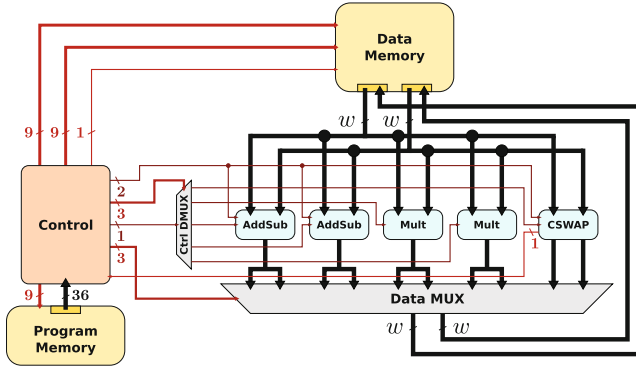 Data
Memory
w w
9 9 1
2
3
1
3
Control
Ctrl DMUX
AddSub AddSub Mult Mult CSWAP
1
9 36
Data MUX
w w
Program
Memory